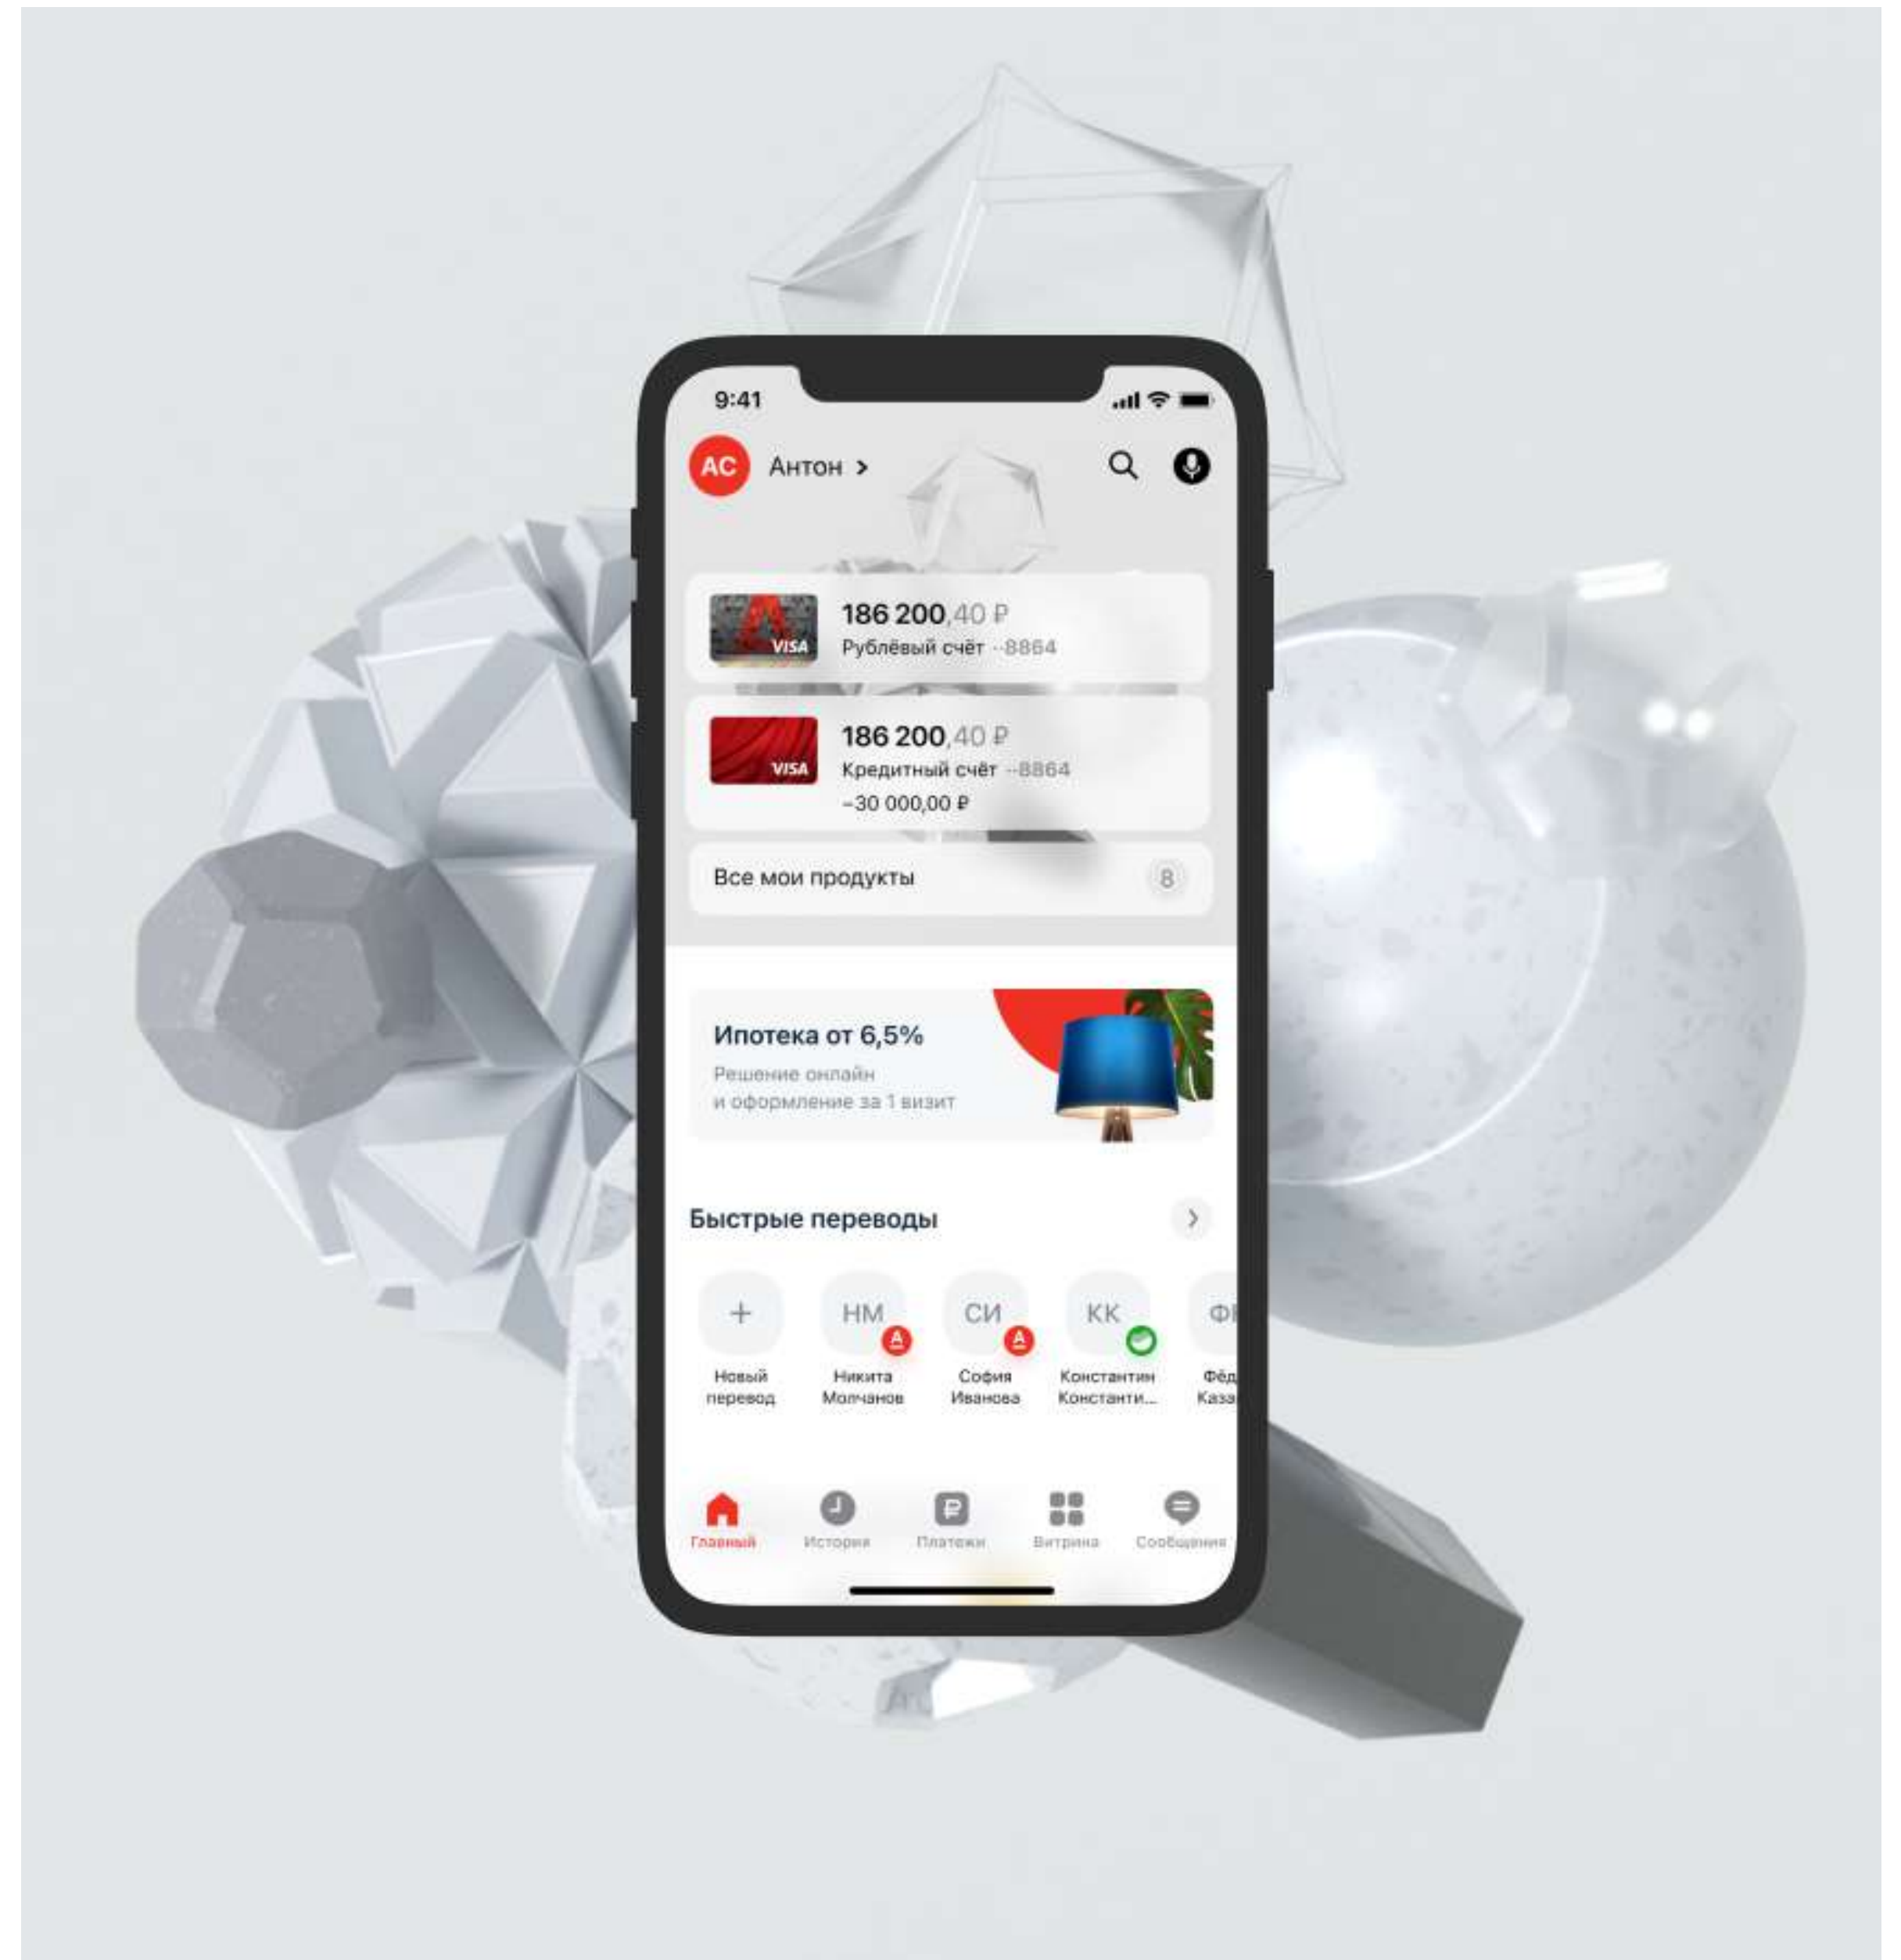 9:41
АС
Антон >
186 200,40 ₽
VISA
Рублёвый счёт ··8864
186 200,40 ₽
VISA
Кредитный счёт ··8864
−30 000,00 ₽
Все мои продукты
8
Ипотека от 6,5%
Решение онлайн
и оформление за 1 визит
Быстрые переводы
НМ
СИ
КК
Новый
перевод
Никита
Молчанов
София
Иванова
Константин
Константи...
Фёд
Каза
Главный
История
Платежи
Витрина
Сообщения